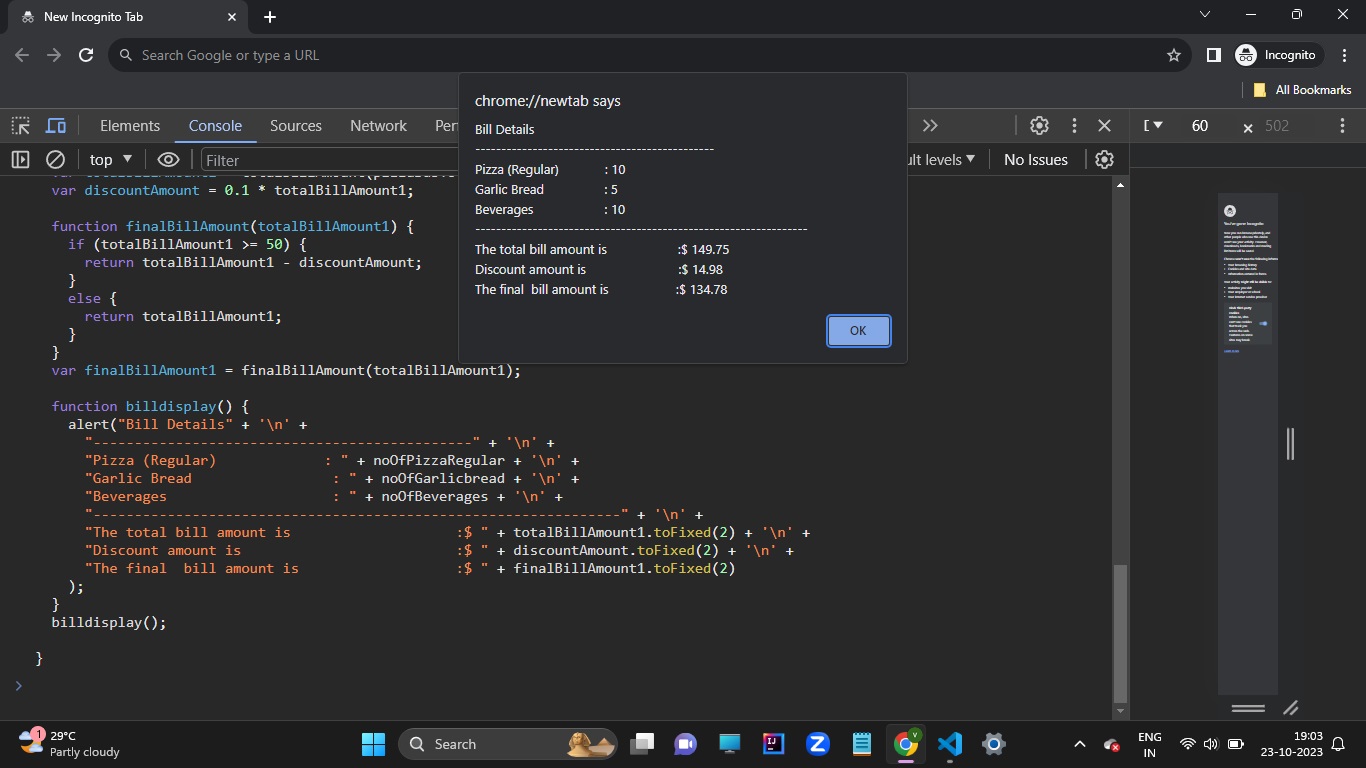 New Incognito Tab
Search Google or type a URL
Incognito
All Bookmarks
chrome://newtab says
Bill Details
---------------------------------------------
Pizza (Regular) : 10
Garlic Bread : 5
Beverages : 10
----------------------------------------------------------------
The total bill amount is :$ 149.75
Discount amount is :$ 14.98
The final bill amount is :$ 134.78
OK
Elements Console Sources Network
60 × 502
top Filter
No Issues
var discountAmount = 0.1 * totalBillAmount1;
function finalBillAmount(totalBillAmount1) {
if (totalBillAmount1 >= 50) {
return totalBillAmount1 - discountAmount;
}
else {
return totalBillAmount1;
}
}
var finalBillAmount1 = finalBillAmount(totalBillAmount1);
function billdisplay() {
alert("Bill Details" + '\n' +
"----------------------------------------------" + '\n' +
"Pizza (Regular) : " + noOfPizzaRegular + '\n' +
"Garlic Bread : " + noOfGarlicbread + '\n' +
"Beverages : " + noOfBeverages + '\n' +
"----------------------------------------------------------------" + '\n' +
"The total bill amount is :$ " + totalBillAmount1.toFixed(2) + '\n' +
"Discount amount is :$ " + discountAmount.toFixed(2) + '\n' +
"The final  bill amount is :$ " + finalBillAmount1.toFixed(2)
);
}
billdisplay();
}
You've gone Incognito
1
29°C
Partly cloudy
Search
ENG
IN
19:03
23-10-2023